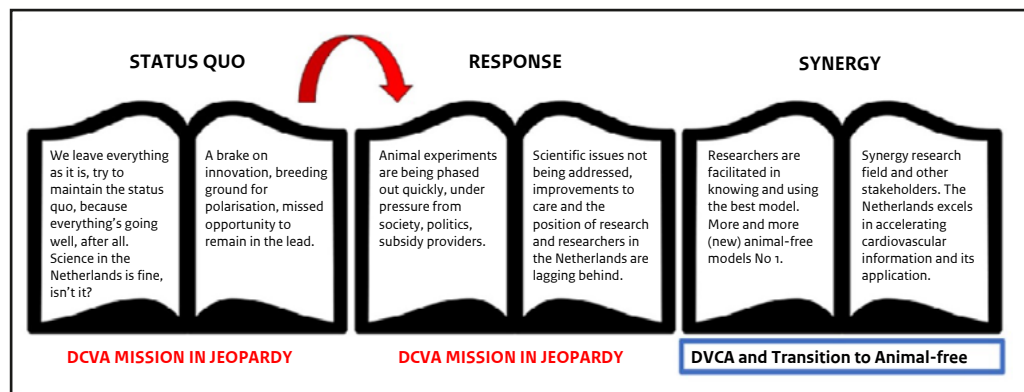 STATUS QUO
We leave everything
as it is, try to
maintain the status
quo, because
everything's going
well, after all.
Science in the
Netherlands is fine,
isn't it?
A brake on
innovation, breeding
ground for
polarisation, missed
opportunity to
remain in the lead.
DCVA MISSION IN JEOPARDY
RESPONSE
Animal experiments
are being phased
out quickly, under
pressure from
society, politics,
subsidy providers.
Scientific issues not
being addressed,
improvements to
care and the
position of research
and researchers in
the Netherlands are
lagging behind.
DCVA MISSION IN JEOPARDY
SYNERGY
Researchers are
facilitated in
knowing and using
the best model.
More and more
(new) animal-free
models No 1.
Synergy research
field and other
stakeholders. The
Netherlands excels
in accelerating
cardiovascular
information and its
application.
DVCA and Transition to Animal-free